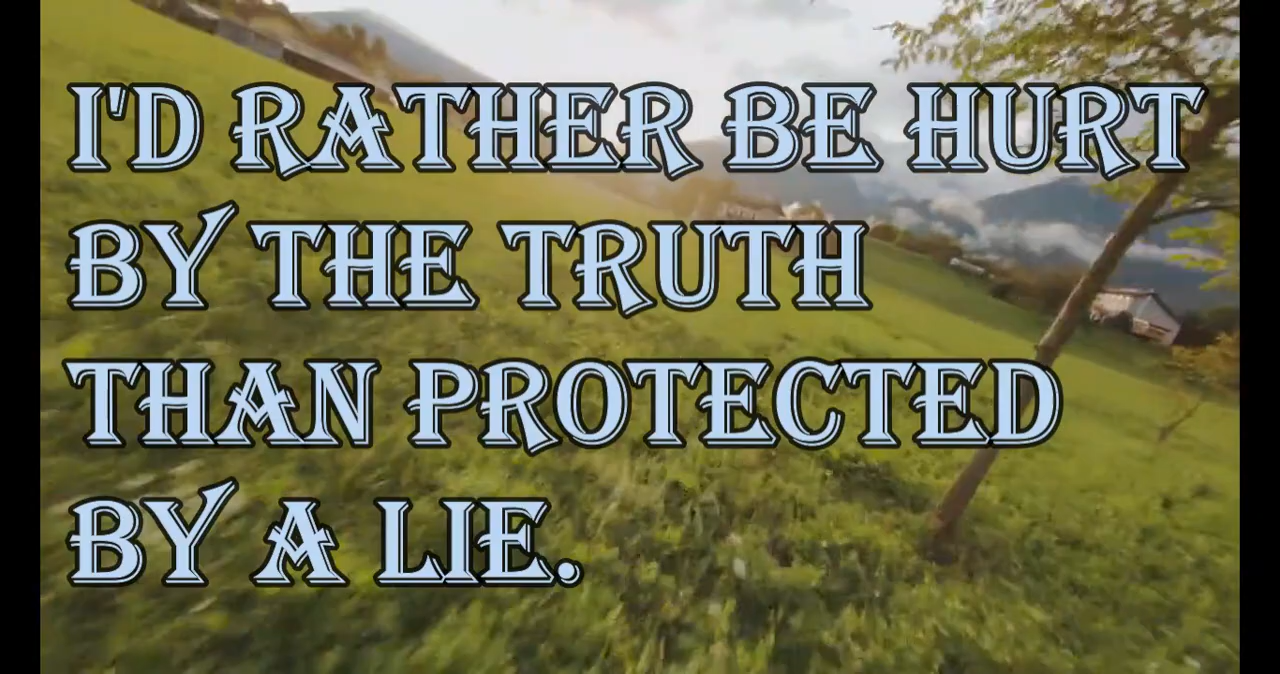 I'D RATHER BE HURT
BY THE TRUTH
THAN PROTECTED
BY A LIE.